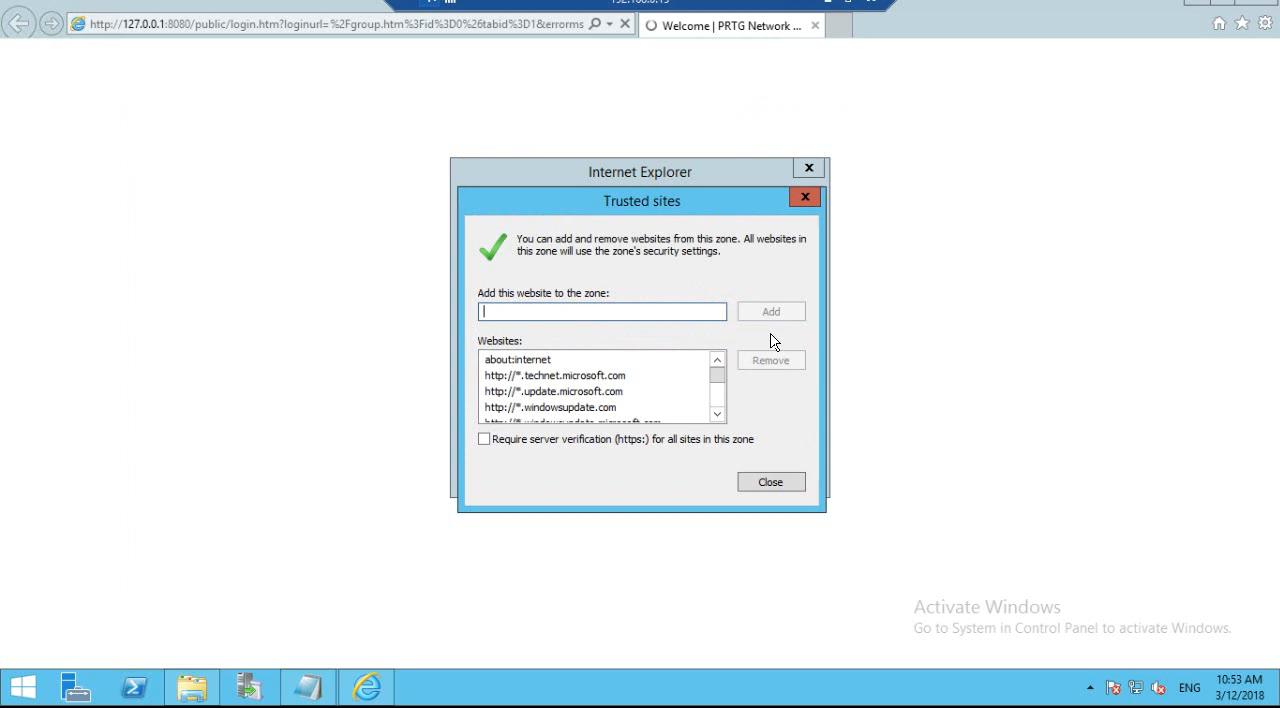 http://127.0.0.1:8080/public/login.htm?loginurl=%2Fgroup.htm%3Fid%3D0%26tabid%3D1&errorms
Welcome | PRTG Network ...
Internet Explorer
Trusted sites
You can add and remove websites from this zone. All websites in
this zone will use the zone's security settings.
Add this website to the zone:
Add
Websites:
about:internet
Remove
http://*.technet.microsoft.com
http://*.update.microsoft.com
http://*.windowsupdate.com
http://*.windowsupdate.microsoft.com
Require server verification (https:) for all sites in this zone
Close
Activate Windows
Go to System in Control Panel to activate Windows.
ENG
10:53 AM
3/12/2018